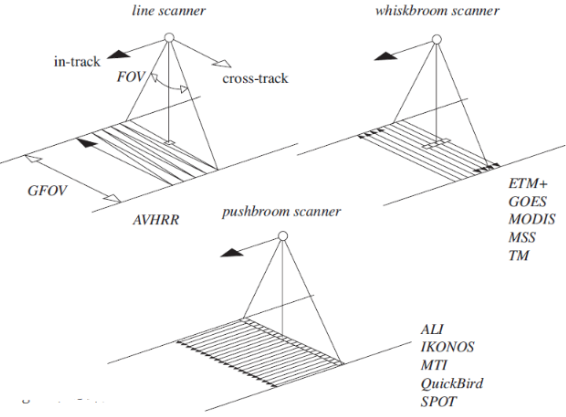 line scanner
whiskbroom scanner
in-track
FOV
cross-track
GFOV
AVHRR
ETM+
GOES
MODIS
MSS
TM
pushbroom scanner
ALI
IKONOS
MTI
QuickBird
SPOT